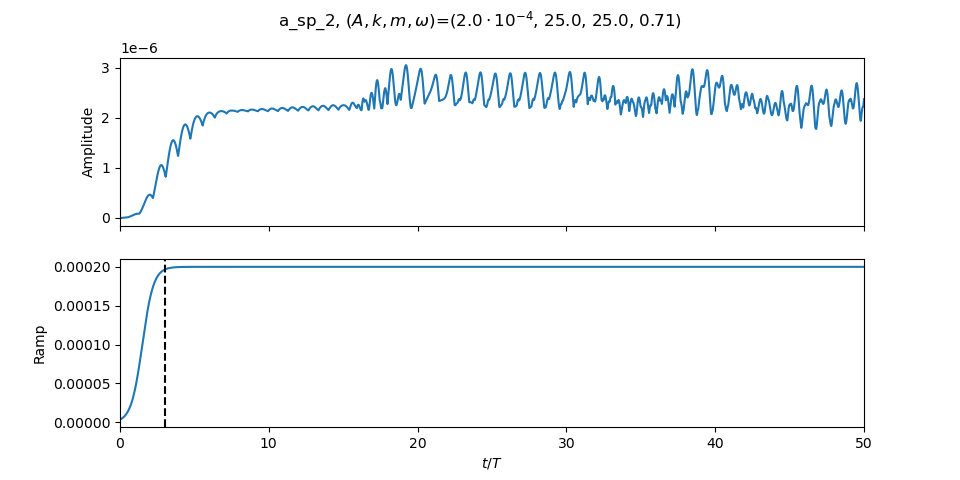 a_sp_2, (A, k, m, ω)=(2.0 · 10⁻⁴, 25.0, 25.0, 0.71)
1e−6
3
2
1
0
Amplitude
0.00020
0.00015
0.00010
0.00005
0.00000
Ramp
0 10 20 30 40 50
t/T